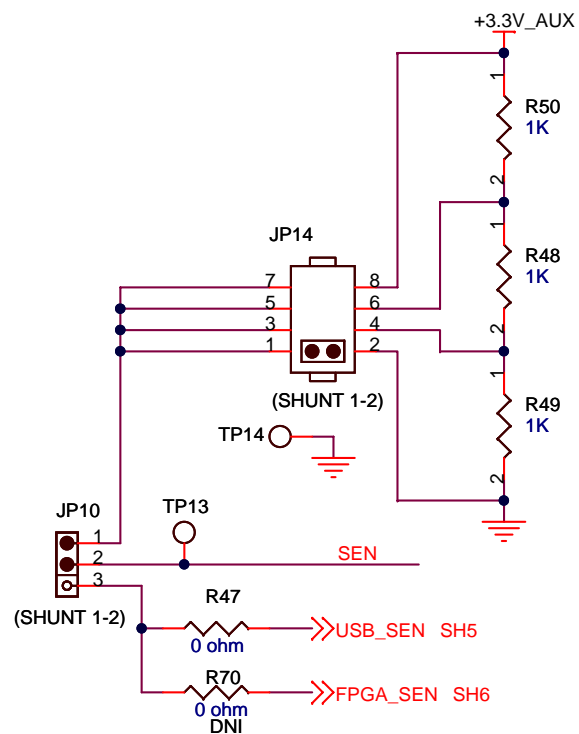 +3.3V_AUX
1
R50
1K
2
1
R48
1K
2
1
R49
1K
2
JP14
7 8
5 6
3 4
1 2
(SHUNT 1-2)
TP14
JP10
1
2
3
(SHUNT 1-2)
TP13
SEN
R47
0 ohm
USB_SEN SH5
R70
0 ohm
DNI
FPGA_SEN SH6